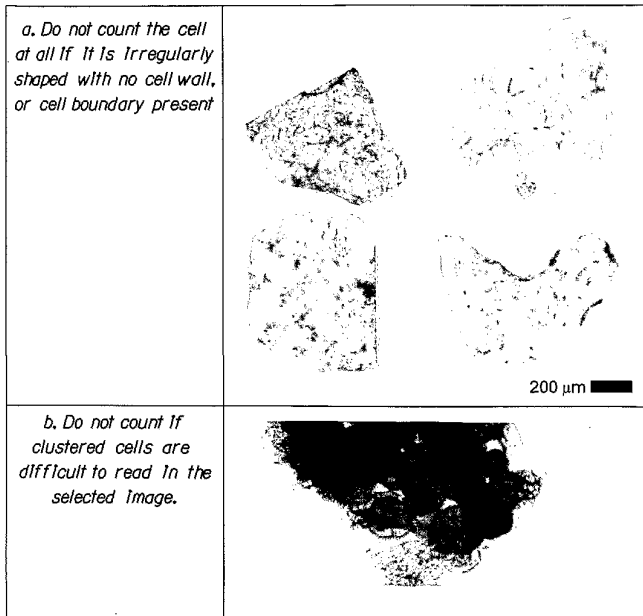 a. Do not count the cell
at all if it is irregularly
shaped with no cell wall,
or cell boundary present
200 µm
b. Do not count if
clustered cells are
difficult to read in the
selected image.